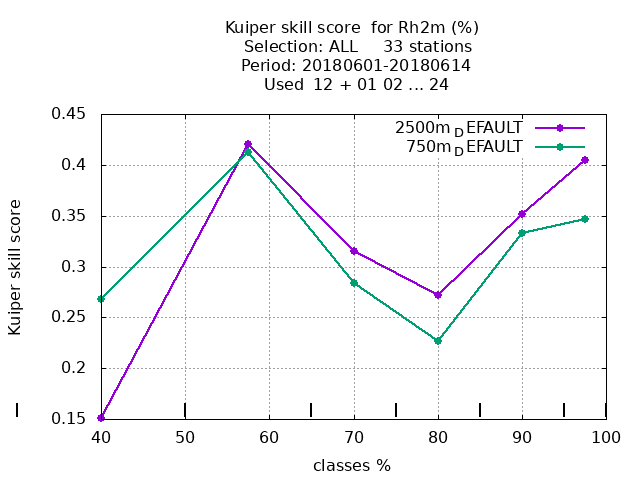 Kuiper skill score  for Rh2m (%)
Selection: ALL     33 stations
Period: 20180601-20180614
Used  12 + 01 02 ... 24
2500m_DEFAULT
750m_DEFAULT
0.45
0.4
0.35
0.3
0.25
0.2
0.15
Kuiper skill score
40 50 60 70 80 90 100
classes %